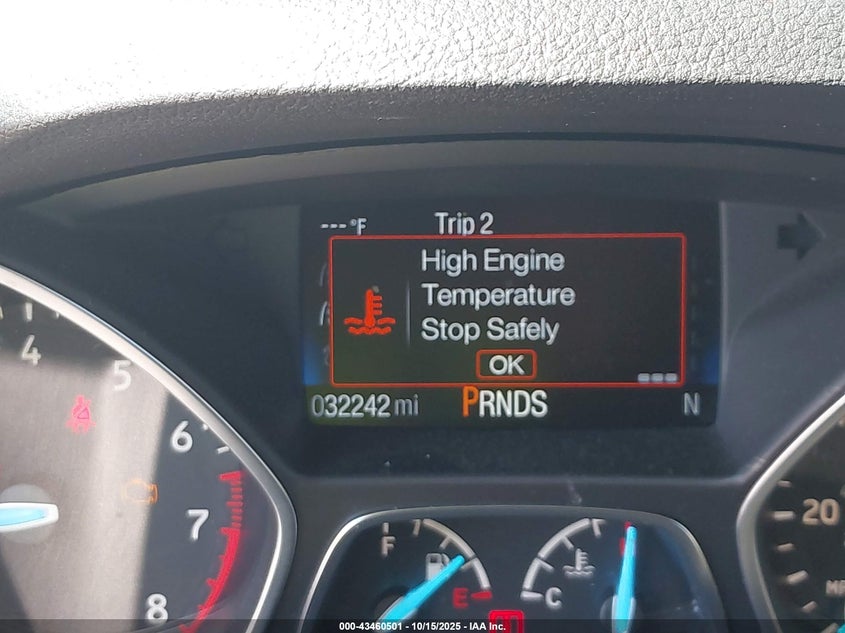 ---°F Trip 2
High Engine
Temperature
Stop Safely
OK
---
032242 mi PRNDS N
4
5
6
7
8
F
E
C
20
000-43460501 - 10/15/2025 - IAA Inc.